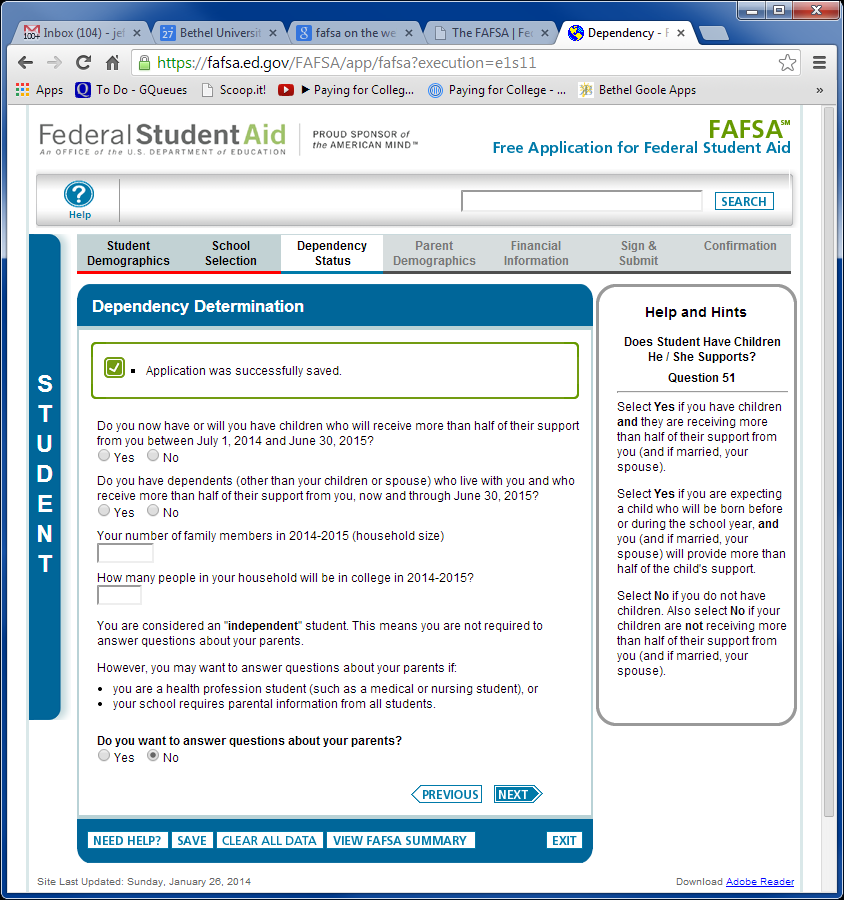 Inbox (104) - jef
Bethel Universit
fafsa on the we
The FAFSA | Fe
Dependency - F
https://fafsa.ed.gov/FAFSA/app/fafsa?execution=e1s11
Apps
To Do - GQueues
Scoop.it!
Paying for Colleg...
Paying for College - ...
Bethel Goole Apps
»
Federal Student Aid
An OFFICE of the U.S. DEPARTMENT of EDUCATION
PROUD SPONSOR of
the AMERICAN MIND™
FAFSA℠
Free Application for Federal Student Aid
Help
SEARCH
STUDENT
Student
Demographics
School
Selection
Dependency
Status
Parent
Demographics
Financial
Information
Sign &
Submit
Confirmation
Dependency Determination
Application was successfully saved.
Do you now have or will you have children who will receive more than half of their support
from you between July 1, 2014 and June 30, 2015?
Yes No
Do you have dependents (other than your children or spouse) who live with you and who
receive more than half of their support from you, now and through June 30, 2015?
Yes No
Your number of family members in 2014-2015 (household size)
How many people in your household will be in college in 2014-2015?
You are considered an "independent" student. This means you are not required to
answer questions about your parents.
However, you may want to answer questions about your parents if:
• you are a health profession student (such as a medical or nursing student), or
• your school requires parental information from all students.
Do you want to answer questions about your parents?
Yes No
PREVIOUS
NEXT
NEED HELP?
SAVE
CLEAR ALL DATA
VIEW FAFSA SUMMARY
EXIT
Help and Hints
Does Student Have Children
He / She Supports?
Question 51
Select Yes if you have children
and they are receiving more
than half of their support from
you (and if married, your
spouse).
Select Yes if you are expecting
a child who will be born before
or during the school year, and
you (and if married, your
spouse) will provide more than
half of the child's support.
Select No if you do not have
children. Also select No if your
children are not receiving more
than half of their support from
you (and if married, your
spouse).
Site Last Updated: Sunday, January 26, 2014
Download Adobe Reader